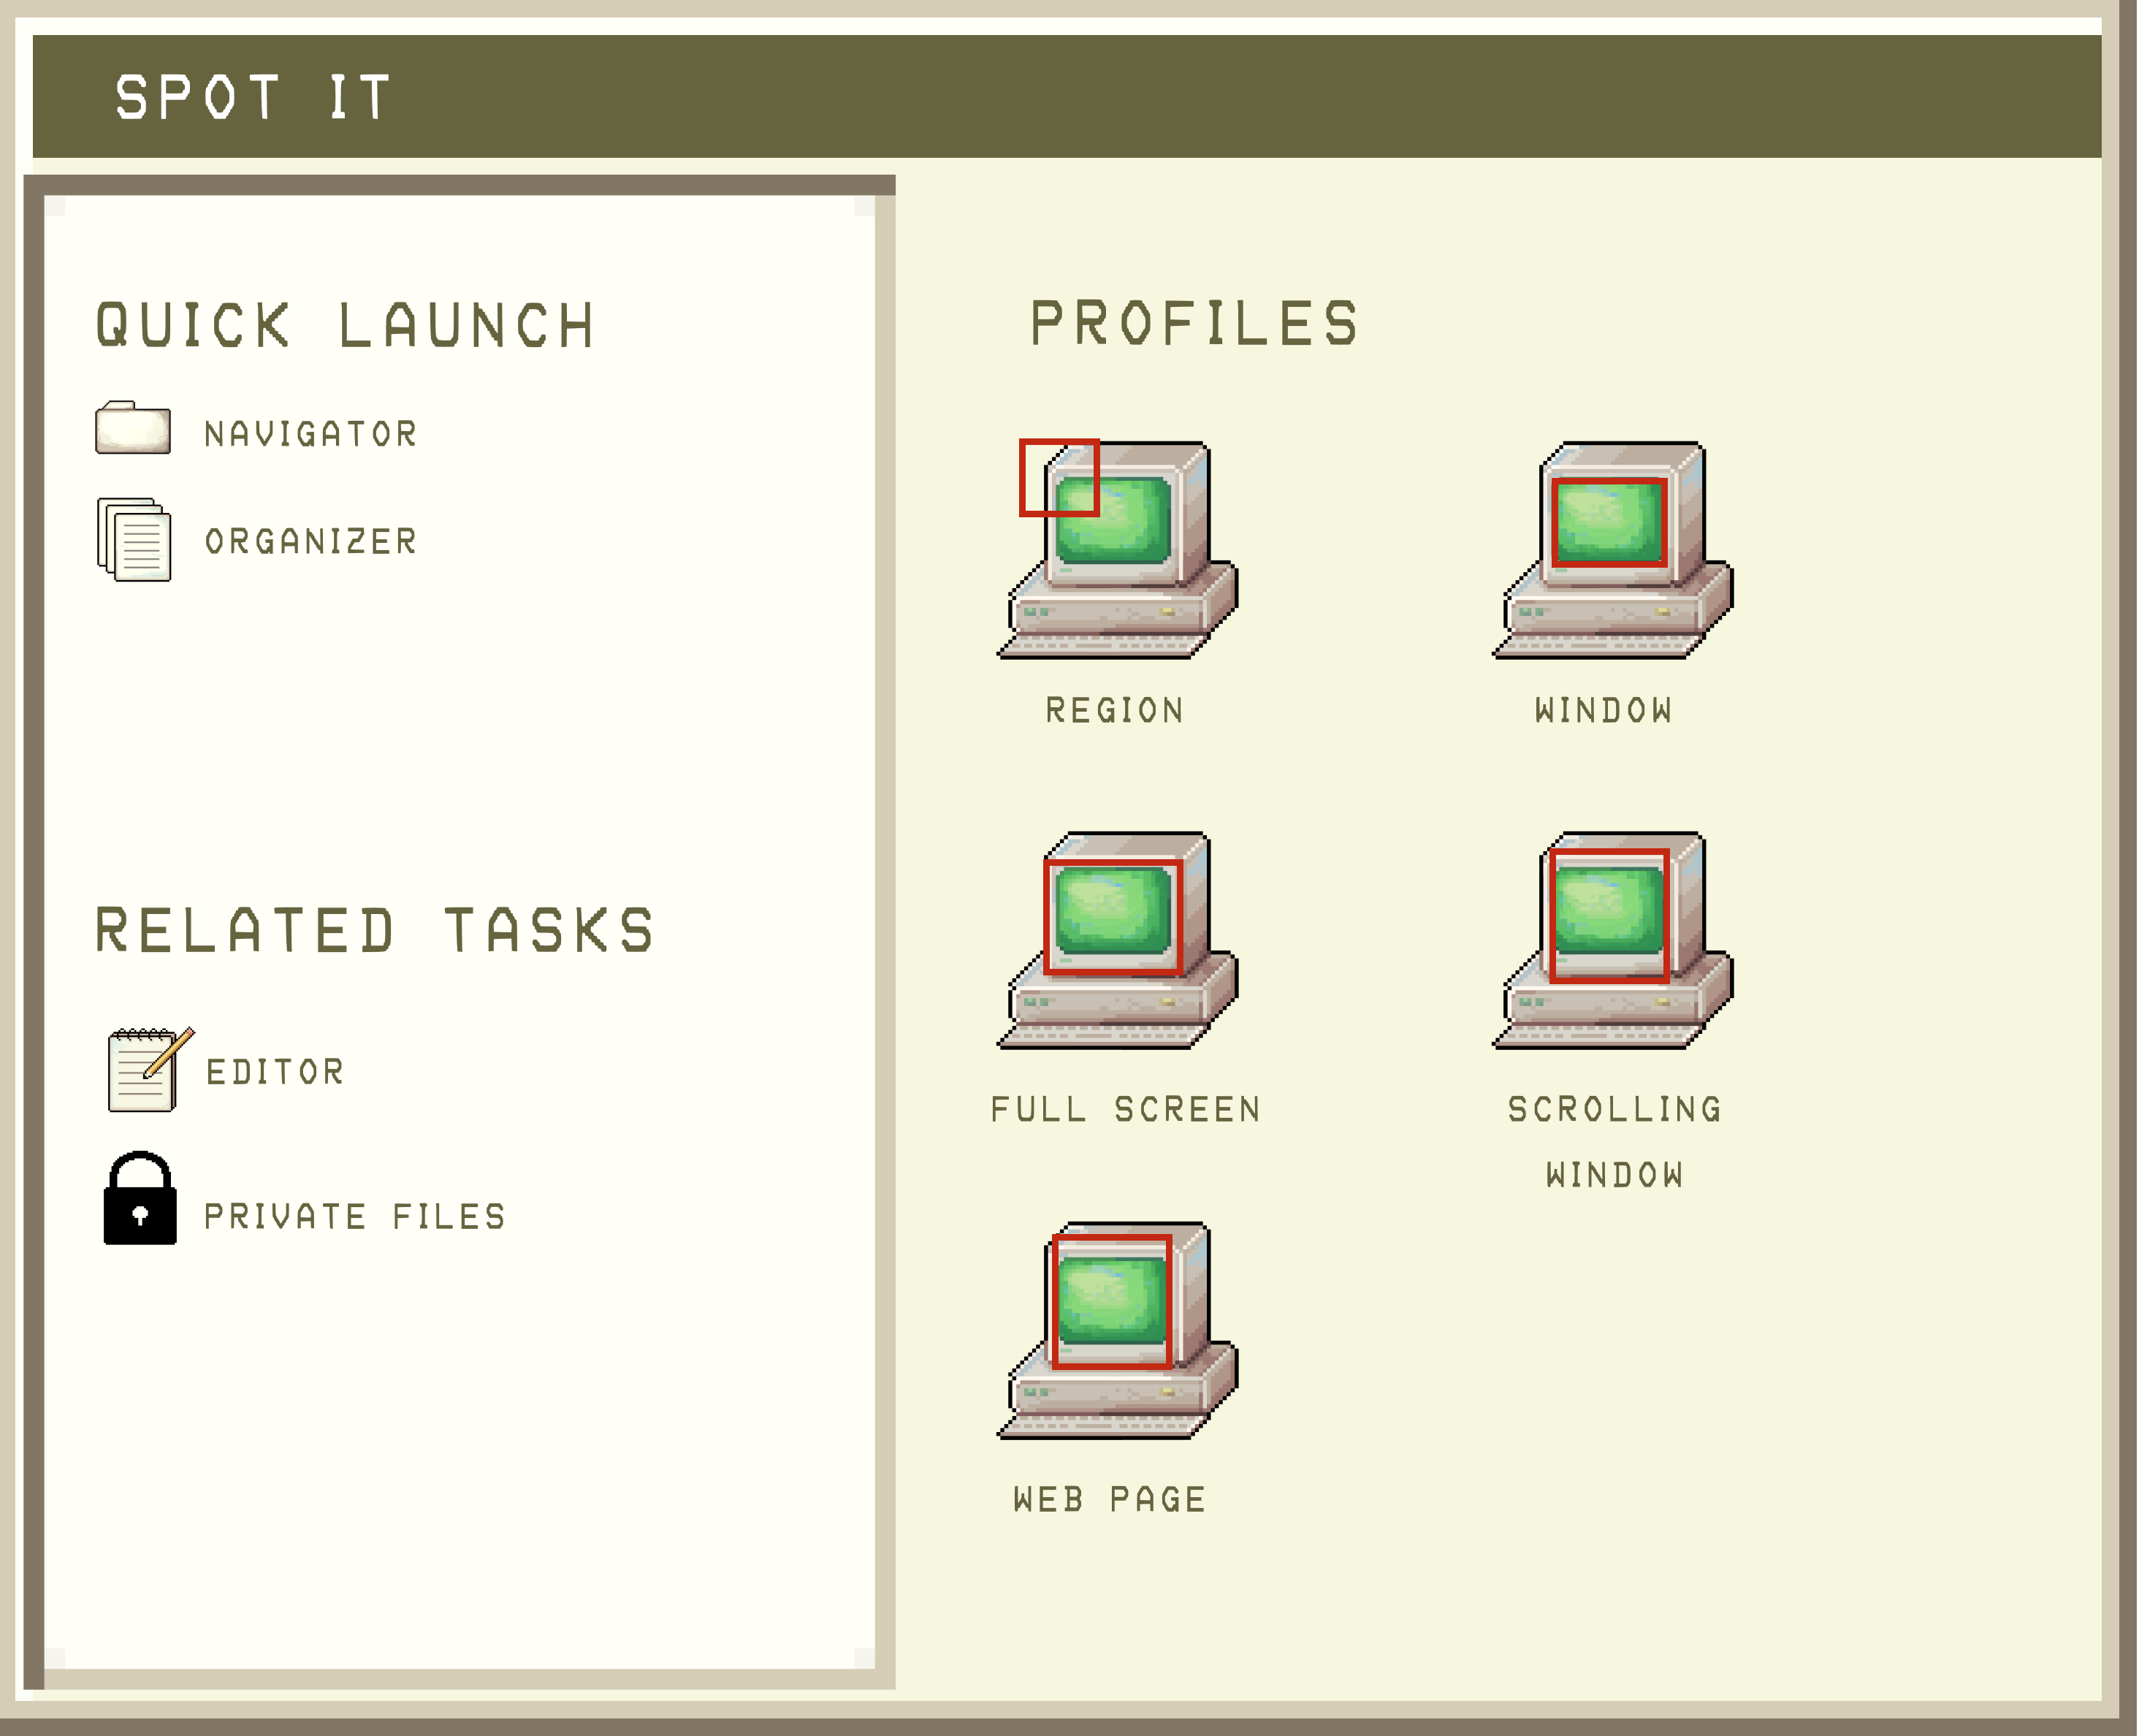 SPOT IT
QUICK LAUNCH
NAVIGATOR
ORGANIZER
RELATED TASKS
EDITOR
PRIVATE FILES
PROFILES
REGION
WINDOW
FULL SCREEN
SCROLLING
WINDOW
WEB PAGE